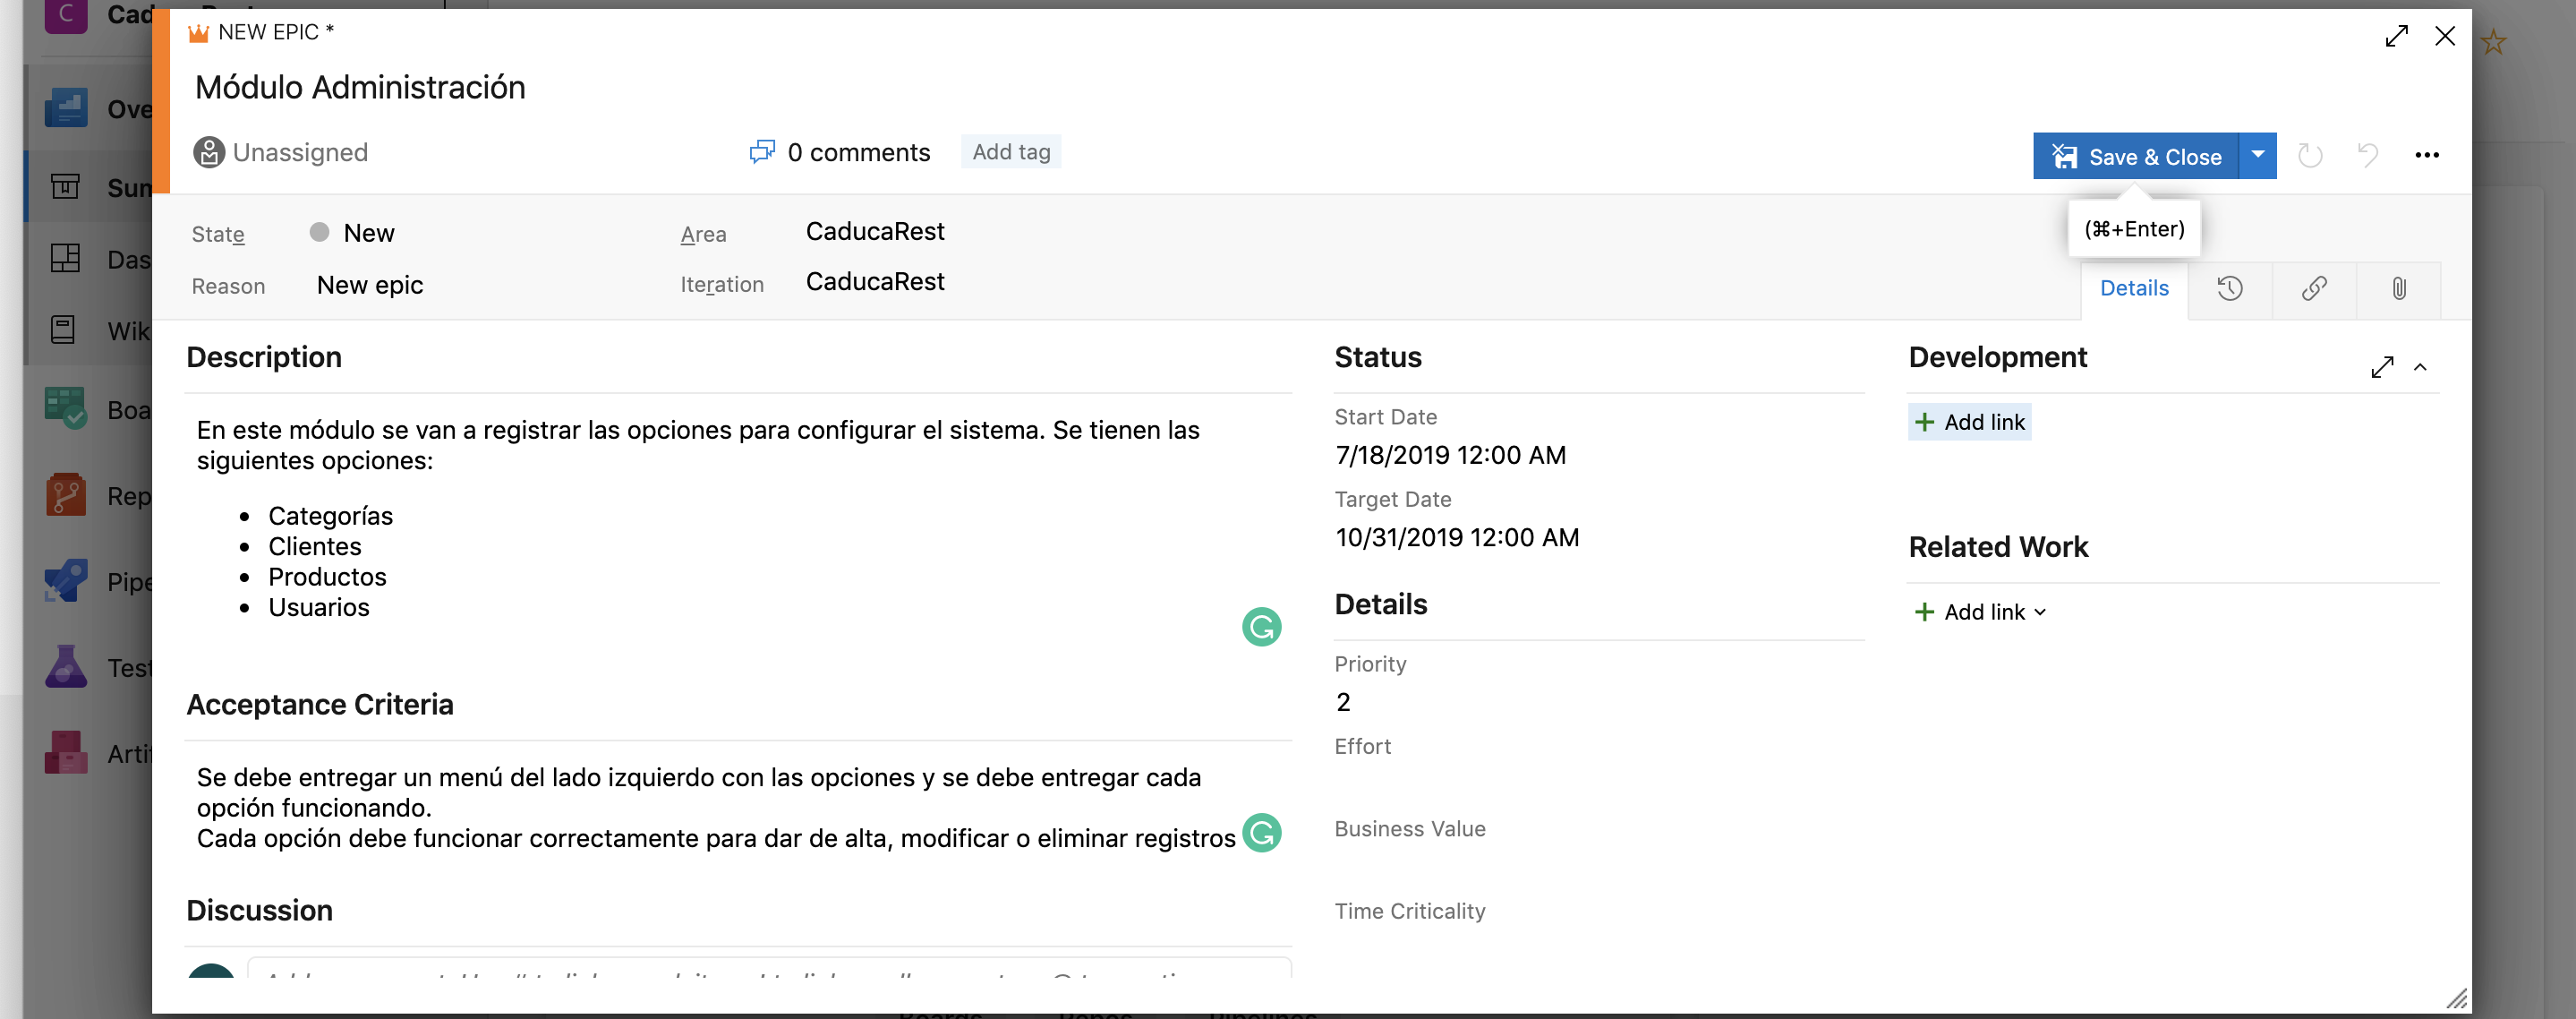 C
NEW EPIC *
Módulo Administración
Unassigned
0 comments
Add tag
Save & Close
(⌘+Enter)
State
New
Area
CaducaRest
Reason
New epic
Iteration
CaducaRest
Details
Description
En este módulo se van a registrar las opciones para configurar el sistema. Se tienen las
siguientes opciones:
• Categorías
• Clientes
• Productos
• Usuarios
Acceptance Criteria
Se debe entregar un menú del lado izquierdo con las opciones y se debe entregar cada
opción funcionando.
Cada opción debe funcionar correctamente para dar de alta, modificar o eliminar registros
Discussion
Status
Start Date
7/18/2019 12:00 AM
Target Date
10/31/2019 12:00 AM
Details
Priority
2
Effort
Business Value
Time Criticality
Development
+ Add link
Related Work
+ Add link
Ove
Sum
Das
Wik
Boa
Rep
Pipe
Test
Arti